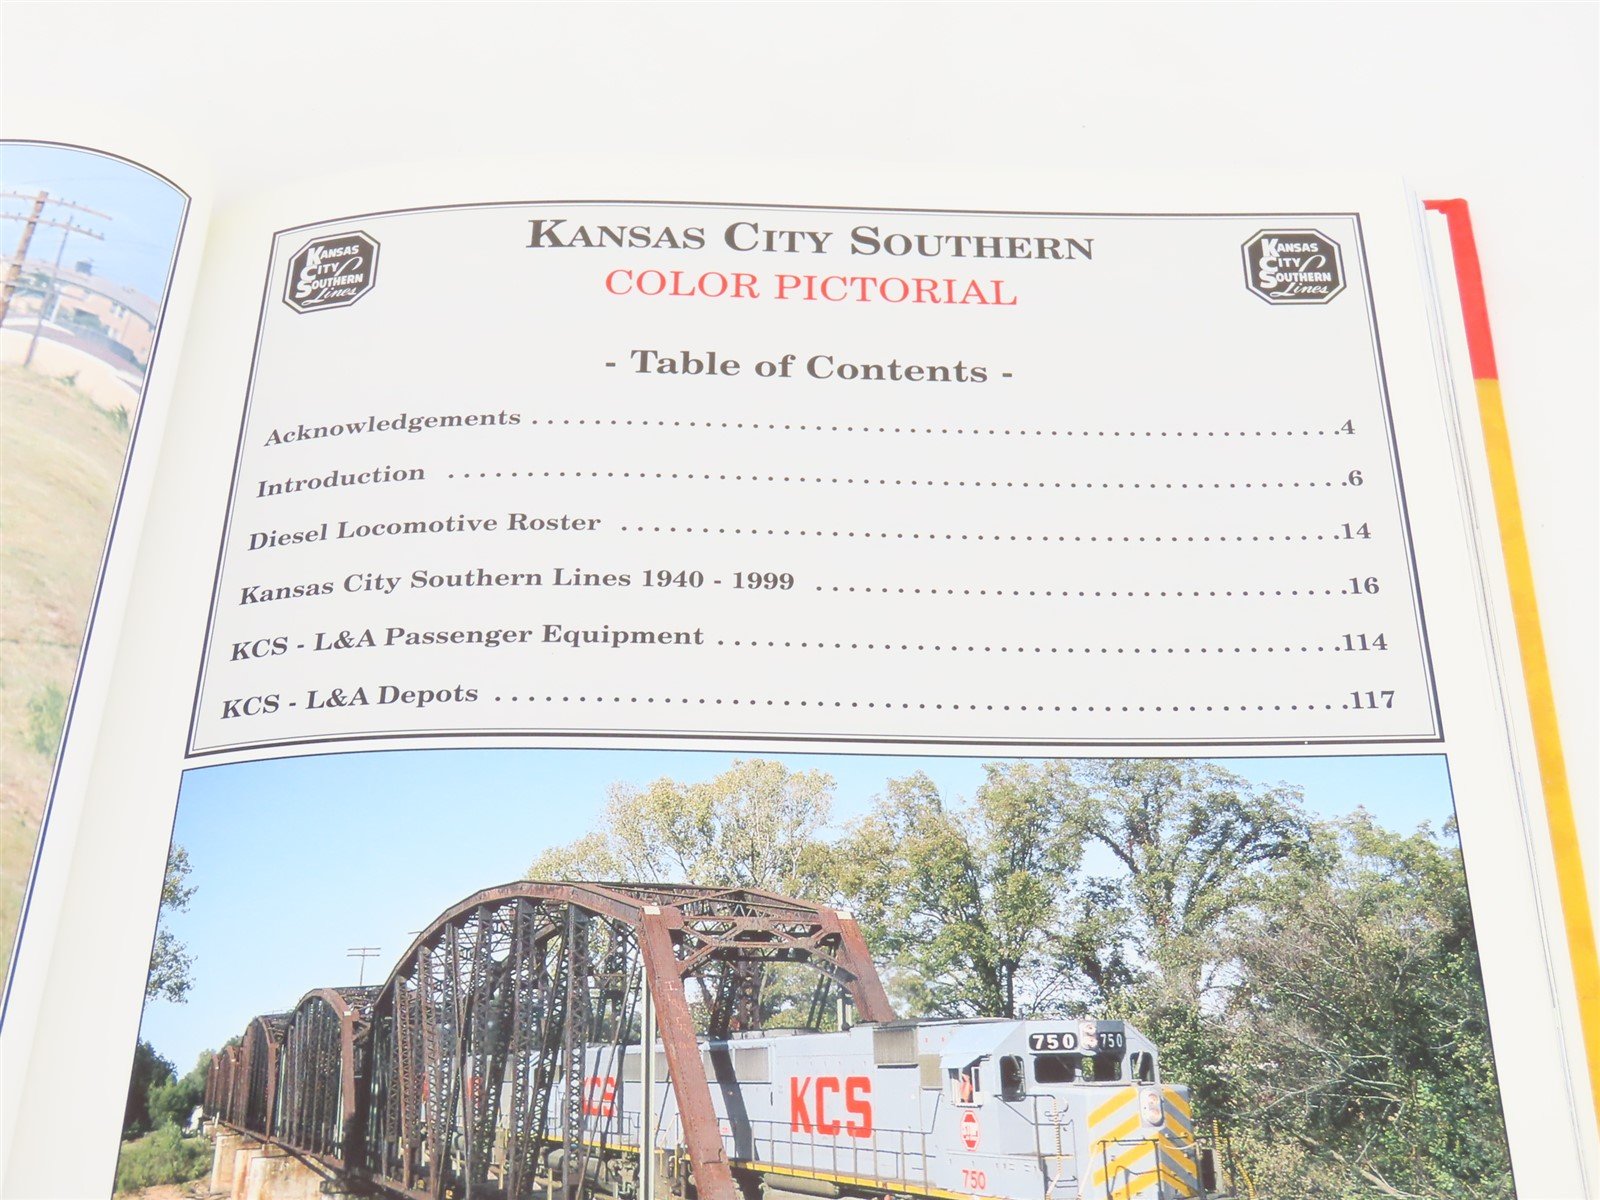 KANSAS CITY SOUTHERN
COLOR PICTORIAL
KANSAS
CITY
SOUTHERN
Lines
KANSAS
CITY
SOUTHERN
Lines
- Table of Contents -
Acknowledgements . . . . . . . . . . . . . . . . . . . . . . . . . . . . . . . . . . . . . . . . . . . . . . . . . . . .4
Introduction . . . . . . . . . . . . . . . . . . . . . . . . . . . . . . . . . . . . . . . . . . . . . . . . . . . . . . . . .6
Diesel Locomotive Roster . . . . . . . . . . . . . . . . . . . . . . . . . . . . . . . . . . . . . . . . . . . . . .14
Kansas City Southern Lines 1940 - 1999 . . . . . . . . . . . . . . . . . . . . . . . . . . . . . . . . . .16
KCS - L&A Passenger Equipment . . . . . . . . . . . . . . . . . . . . . . . . . . . . . . . . . . . . . . . .114
KCS - L&A Depots . . . . . . . . . . . . . . . . . . . . . . . . . . . . . . . . . . . . . . . . . . . . . . . . . . . . . .117
750 750
KCS KCS
750